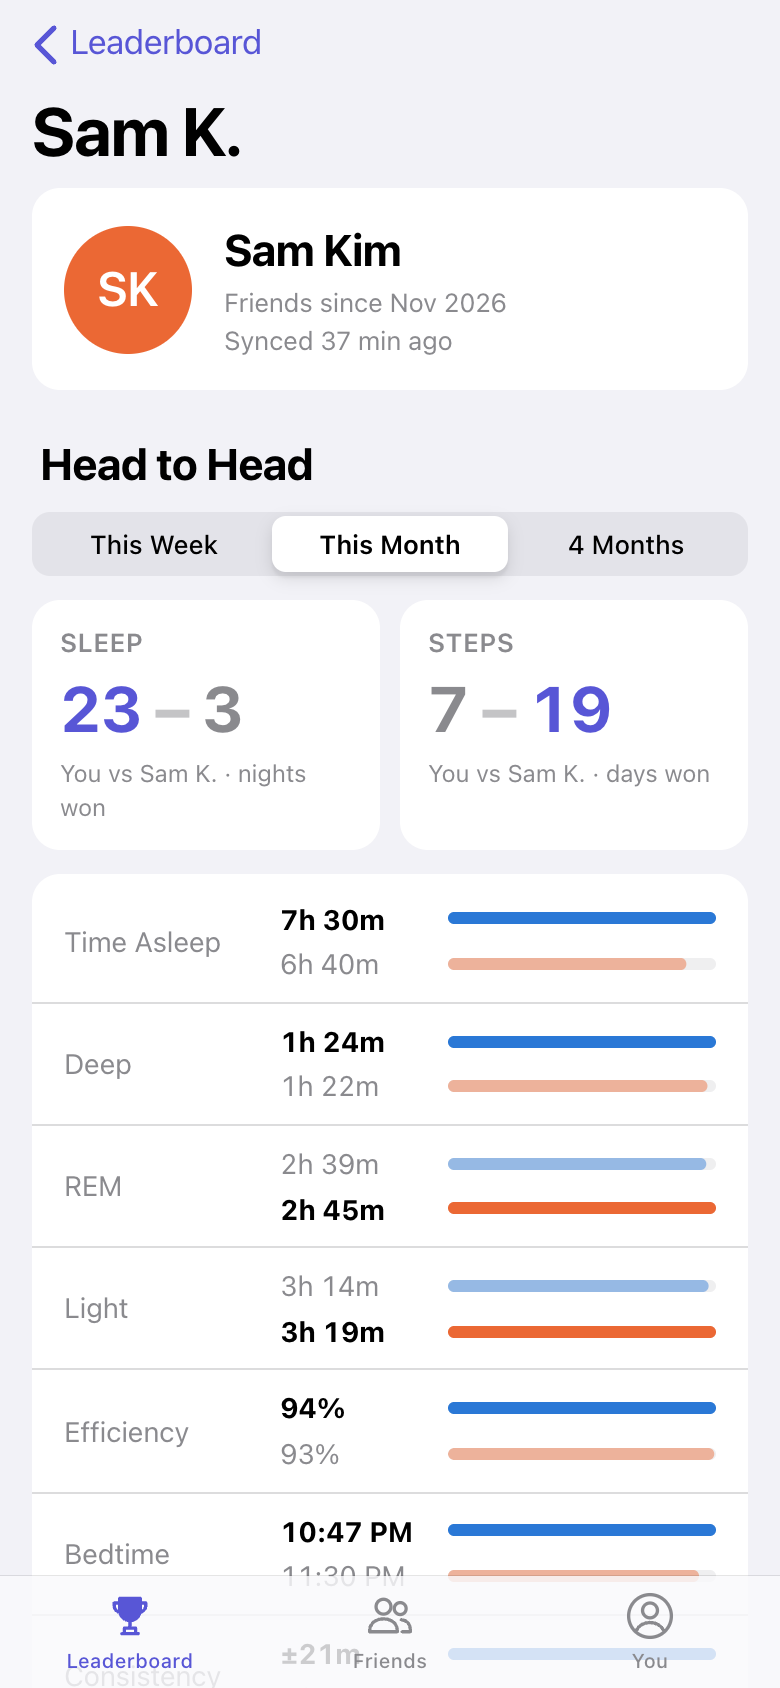 Leaderboard
Sam K.
SK
Sam Kim
Friends since Nov 2026
Synced 37 min ago
Head to Head
This Week
This Month
4 Months
SLEEP
23 – 3
You vs Sam K. · nights
won
STEPS
7 – 19
You vs Sam K. · days won
Time Asleep
7h 30m
6h 40m
Deep
1h 24m
1h 22m
REM
2h 39m
2h 45m
Light
3h 14m
3h 19m
Efficiency
94%
93%
Bedtime
10:47 PM
11:30 PM
Consistency
±21m
Leaderboard
Friends
You